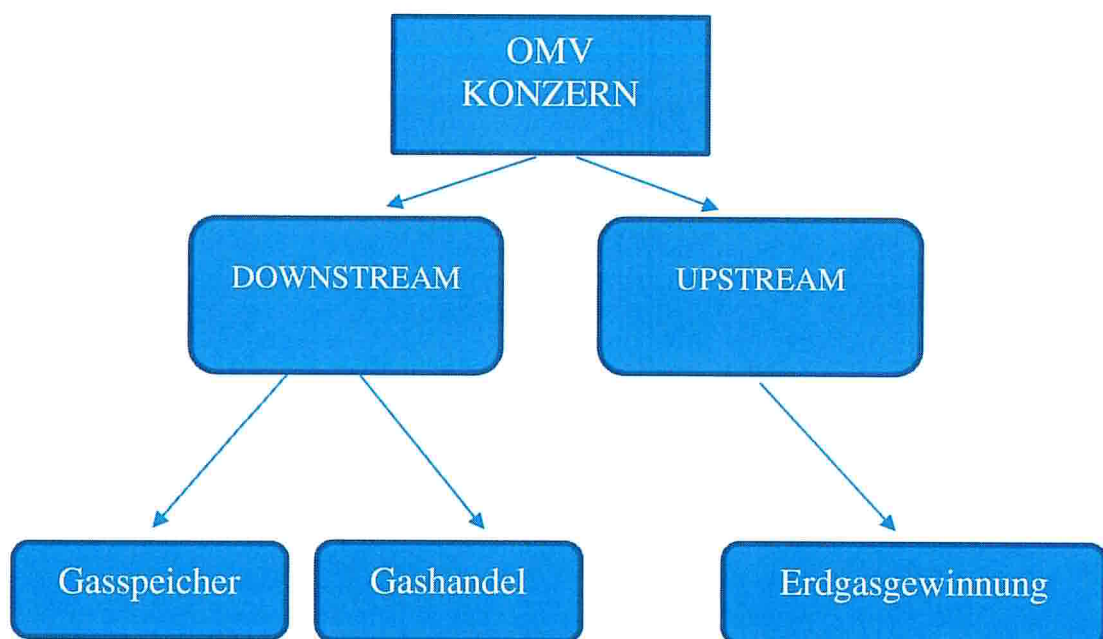 OMV
KONZERN
DOWNSTREAM
UPSTREAM
Gasspeicher
Gashandel
Erdgasgewinnung